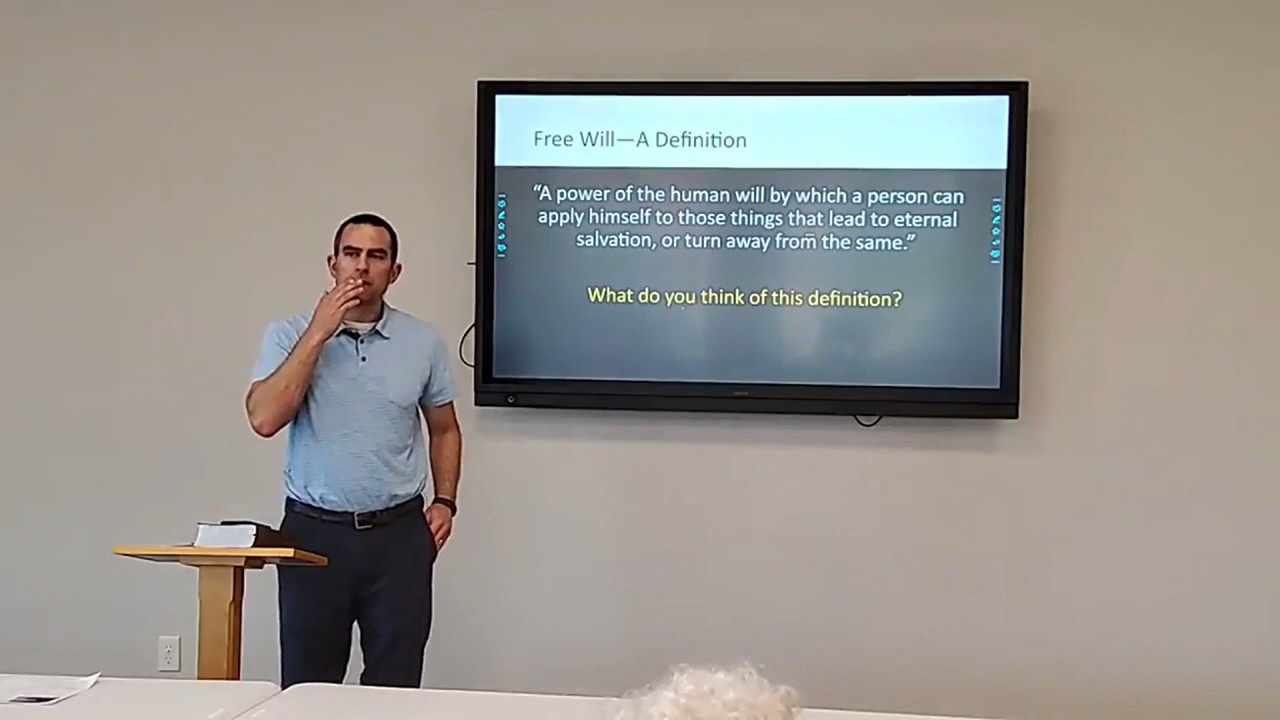 Free Will—A Definition
“A power of the human will by which a person can
apply himself to those things that lead to eternal
salvation, or turn away from the same.”
What do you think of this definition?